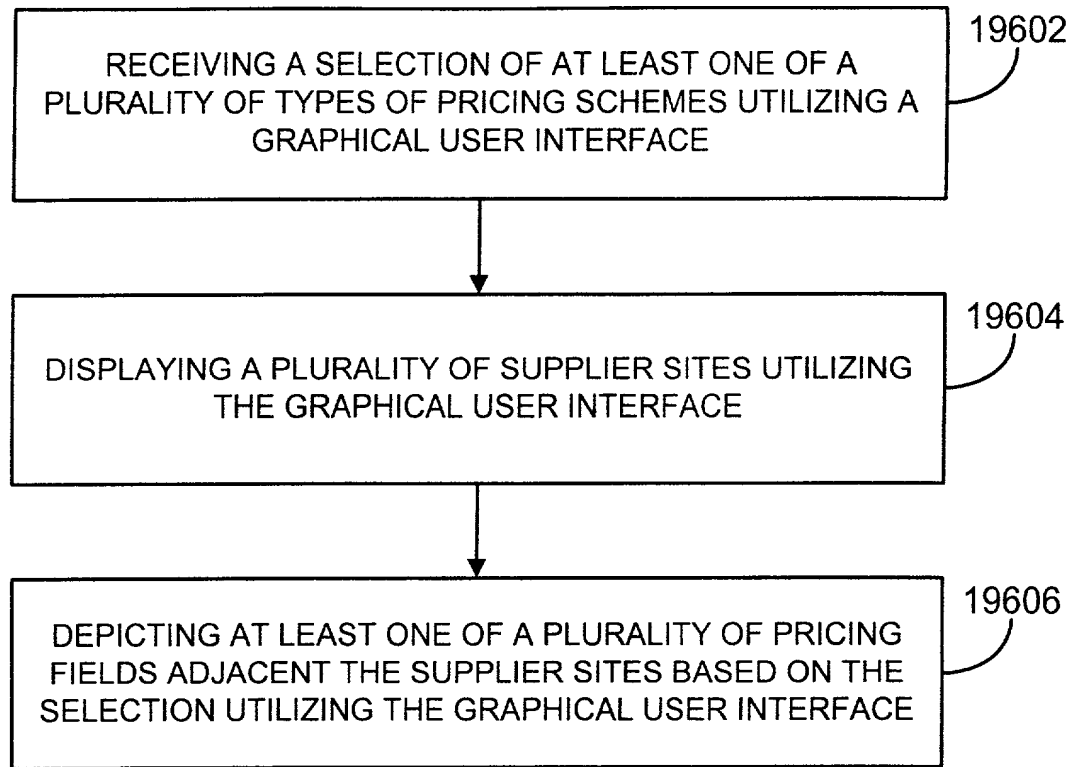 19602
RECEIVING A SELECTION OF AT LEAST ONE OF A
PLURALITY OF TYPES OF PRICING SCHEMES UTILIZING A
GRAPHICAL USER INTERFACE
19604
DISPLAYING A PLURALITY OF SUPPLIER SITES UTILIZING
THE GRAPHICAL USER INTERFACE
19606
DEPICTING AT LEAST ONE OF A PLURALITY OF PRICING
FIELDS ADJACENT THE SUPPLIER SITES BASED ON THE
SELECTION UTILIZING THE GRAPHICAL USER INTERFACE